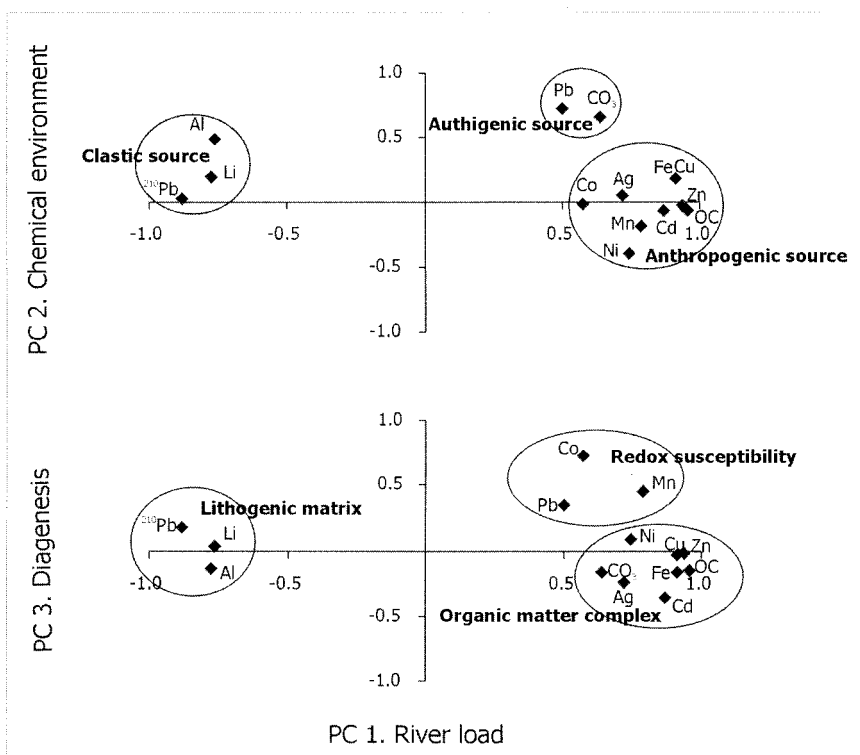 PC 2. Chemical environment
1.0
Pb
CO₃
Authigenic source
0.5
Al
Clastic source
Li
²¹⁰Pb
Co
Ag
FeCu
Zn
-1.0
-0.5
0.5
1.0
Mn
Cd
OC
Ni
Anthropogenic source
-0.5
-1.0
PC 3. Diagenesis
1.0
Co
Redox susceptibility
0.5
Mn
Pb
Lithogenic matrix
²¹⁰Pb
Li
Ni
Cu
Zn
-1.0
Al
-0.5
0.5
CO₃
Fe
OC
1.0
Ag
Cd
Organic matter complex
-0.5
-1.0
PC 1. River load